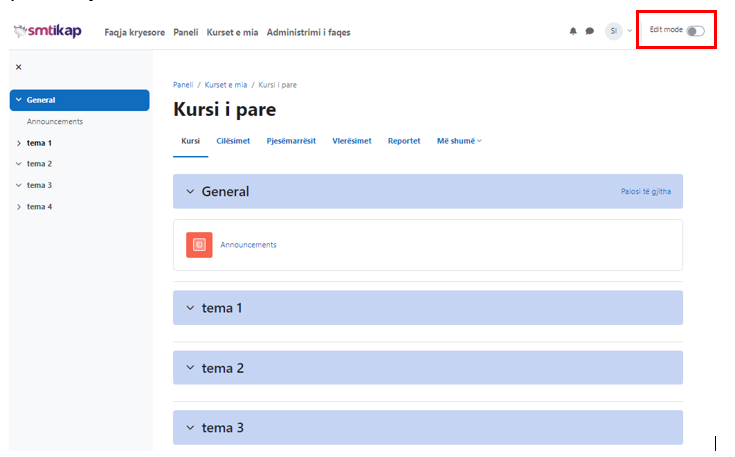 smtikap Faqja kryesore Paneli Kurset e mia Administrimi i faqes SI Edit mode
General
Announcements
tema 1
tema 2
tema 3
tema 4
Paneli / Kurset e mia / Kursi i pare
Kursi i pare
Kursi Cilësimet Pjesëmarrësit Vlerësimet Reportet Më shumë
General Palosi të gjitha
Announcements
tema 1
tema 2
tema 3